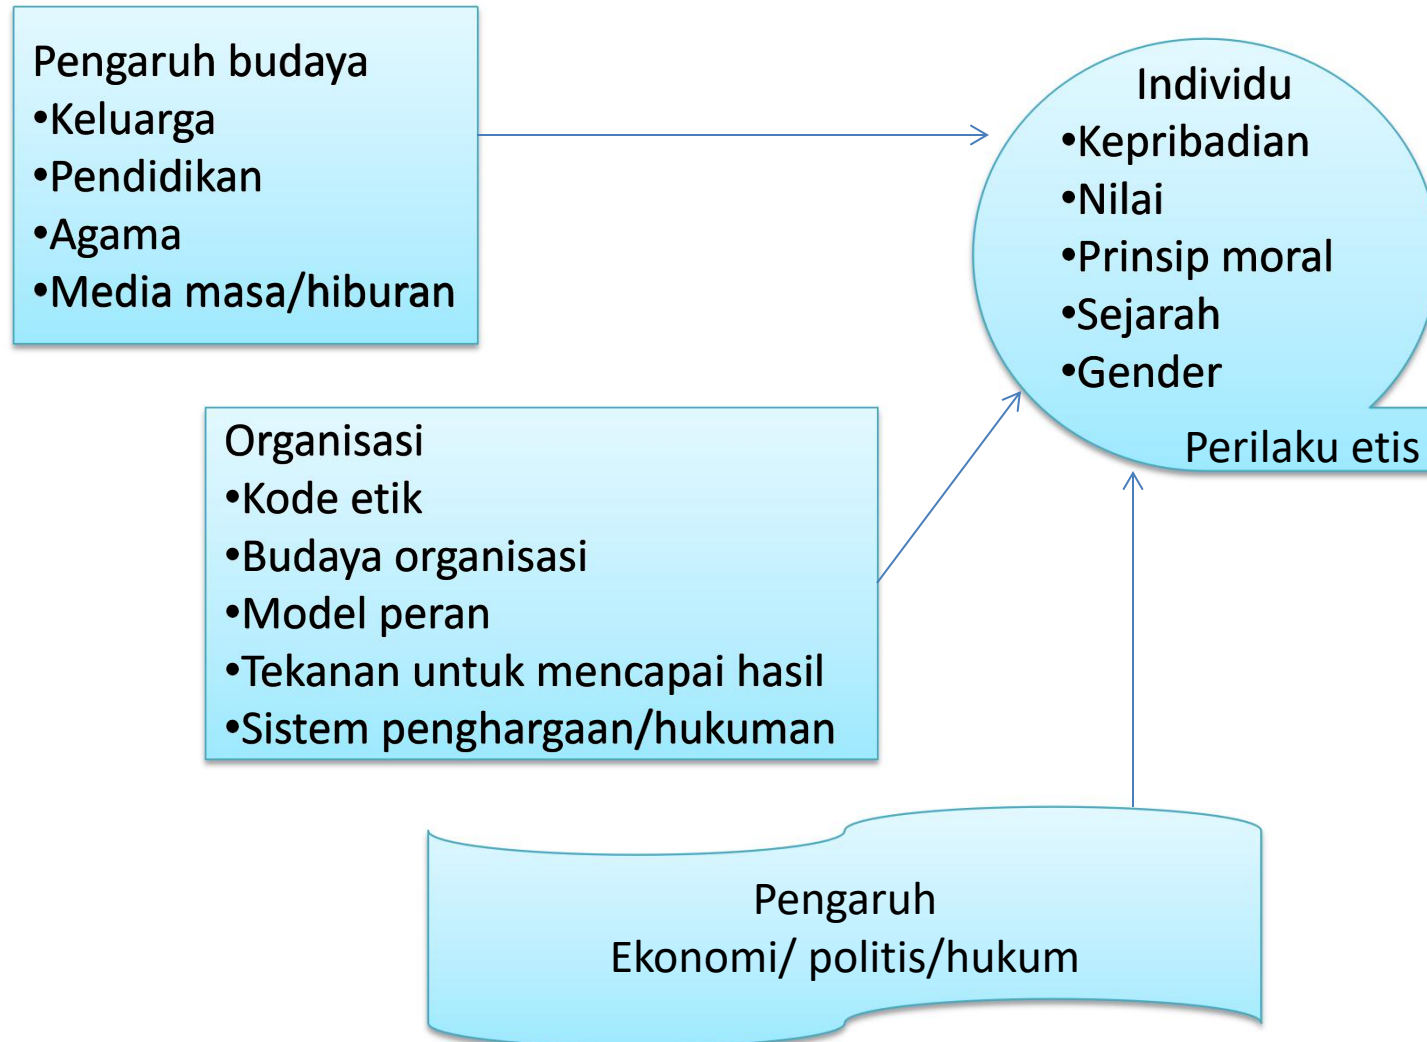 Pengaruh budaya
•Keluarga
•Pendidikan
•Agama
•Media masa/hiburan
Individu
•Kepribadian
•Nilai
•Prinsip moral
•Sejarah
•Gender
Perilaku etis
Organisasi
•Kode etik
•Budaya organisasi
•Model peran
•Tekanan untuk mencapai hasil
•Sistem penghargaan/hukuman
Pengaruh
Ekonomi/ politis/hukum